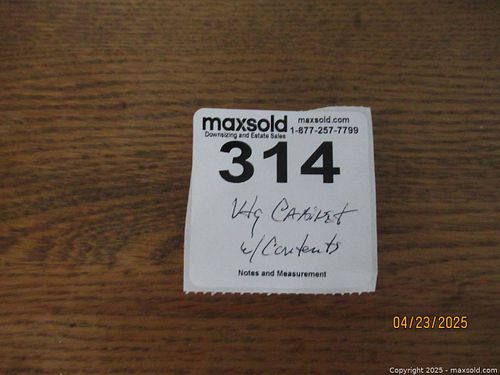 maxsold maxsold.com
Downsizing and Estate Sales 1-877-257-7799
314
Vtg CABINET
w/ Contents
Notes and Measurement
04/23/2025
Copyright 2025 - maxsold.com